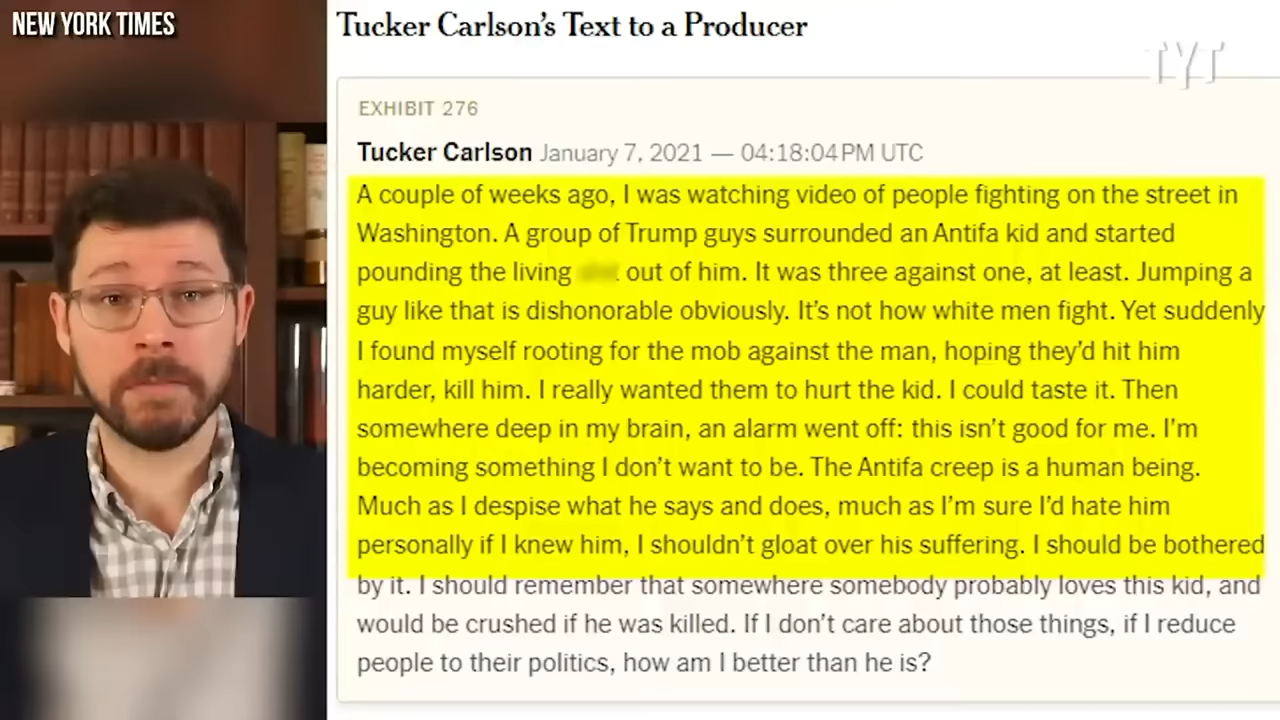 NEW YORK TIMES
Tucker Carlson's Text to a Producer
TYT
EXHIBIT 276
Tucker Carlson January 7, 2021 — 04:18:04PM UTC
A couple of weeks ago, I was watching video of people fighting on the street in
Washington. A group of Trump guys surrounded an Antifa kid and started
pounding the living out of him. It was three against one, at least. Jumping a
guy like that is dishonorable obviously. It's not how white men fight. Yet suddenly
I found myself rooting for the mob against the man, hoping they'd hit him
harder, kill him. I really wanted them to hurt the kid. I could taste it. Then
somewhere deep in my brain, an alarm went off: this isn't good for me. I'm
becoming something I don't want to be. The Antifa creep is a human being.
Much as I despise what he says and does, much as I'm sure I'd hate him
personally if I knew him, I shouldn't gloat over his suffering. I should be bothered
by it. I should remember that somewhere somebody probably loves this kid, and
would be crushed if he was killed. If I don't care about those things, if I reduce
people to their politics, how am I better than he is?